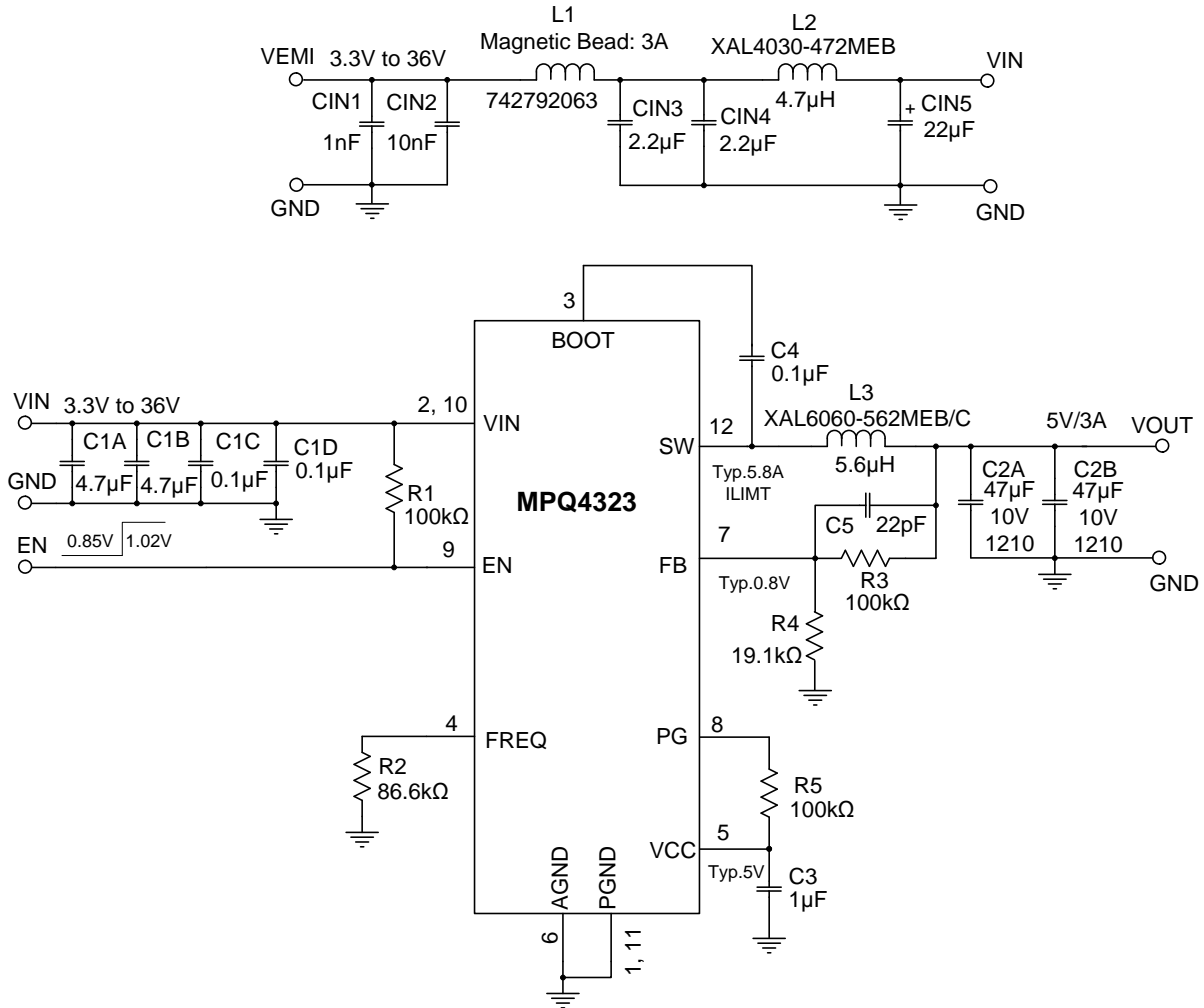 L1
Magnetic Bead: 3A
742792063
L2
XAL4030-472MEB
4.7µH
VEMI
3.3V to 36V
VIN
CIN1
1nF
CIN2
10nF
CIN3
2.2µF
CIN4
2.2µF
+
CIN5
22µF
GND
GND
3
BOOT
C4
0.1µF
VIN
3.3V to 36V
2, 10
VIN
C1A
4.7µF
C1B
4.7µF
C1C
0.1µF
C1D
0.1µF
GND
R1
100kΩ
EN
0.85V
1.02V
9
EN
MPQ4323
12
SW
Typ.5.8A
ILIMT
L3
XAL6060-562MEB/C
5.6µH
5V/3A
VOUT
C2A
47µF
10V
1210
C2B
47µF
10V
1210
GND
C5
22pF
7
FB
Typ.0.8V
R3
100kΩ
R4
19.1kΩ
4
FREQ
R2
86.6kΩ
8
PG
R5
100kΩ
5
VCC
Typ.5V
C3
1µF
AGND
PGND
6
1, 11